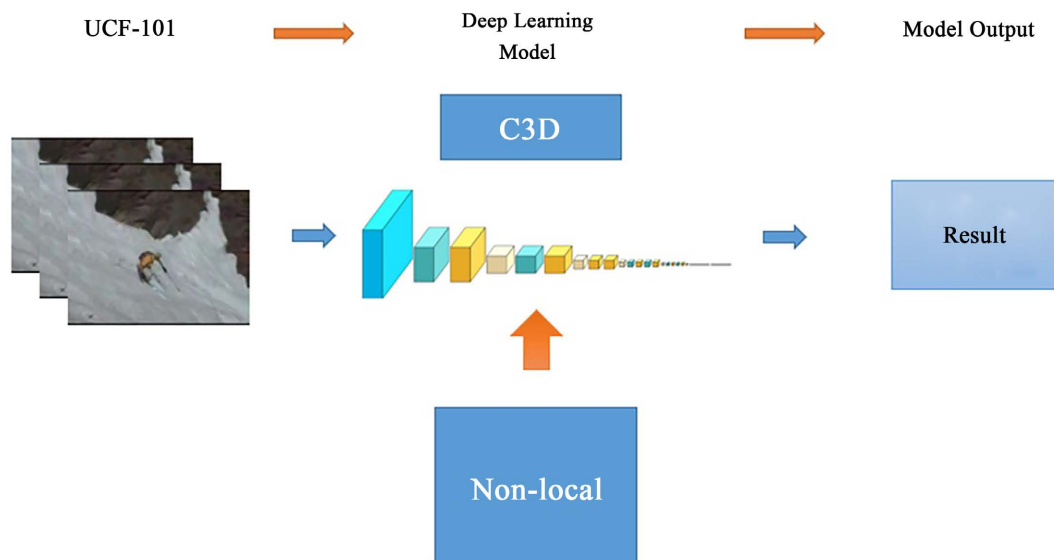 UCF-101
Deep Learning
Model
Model Output
C3D
Result
Non-local